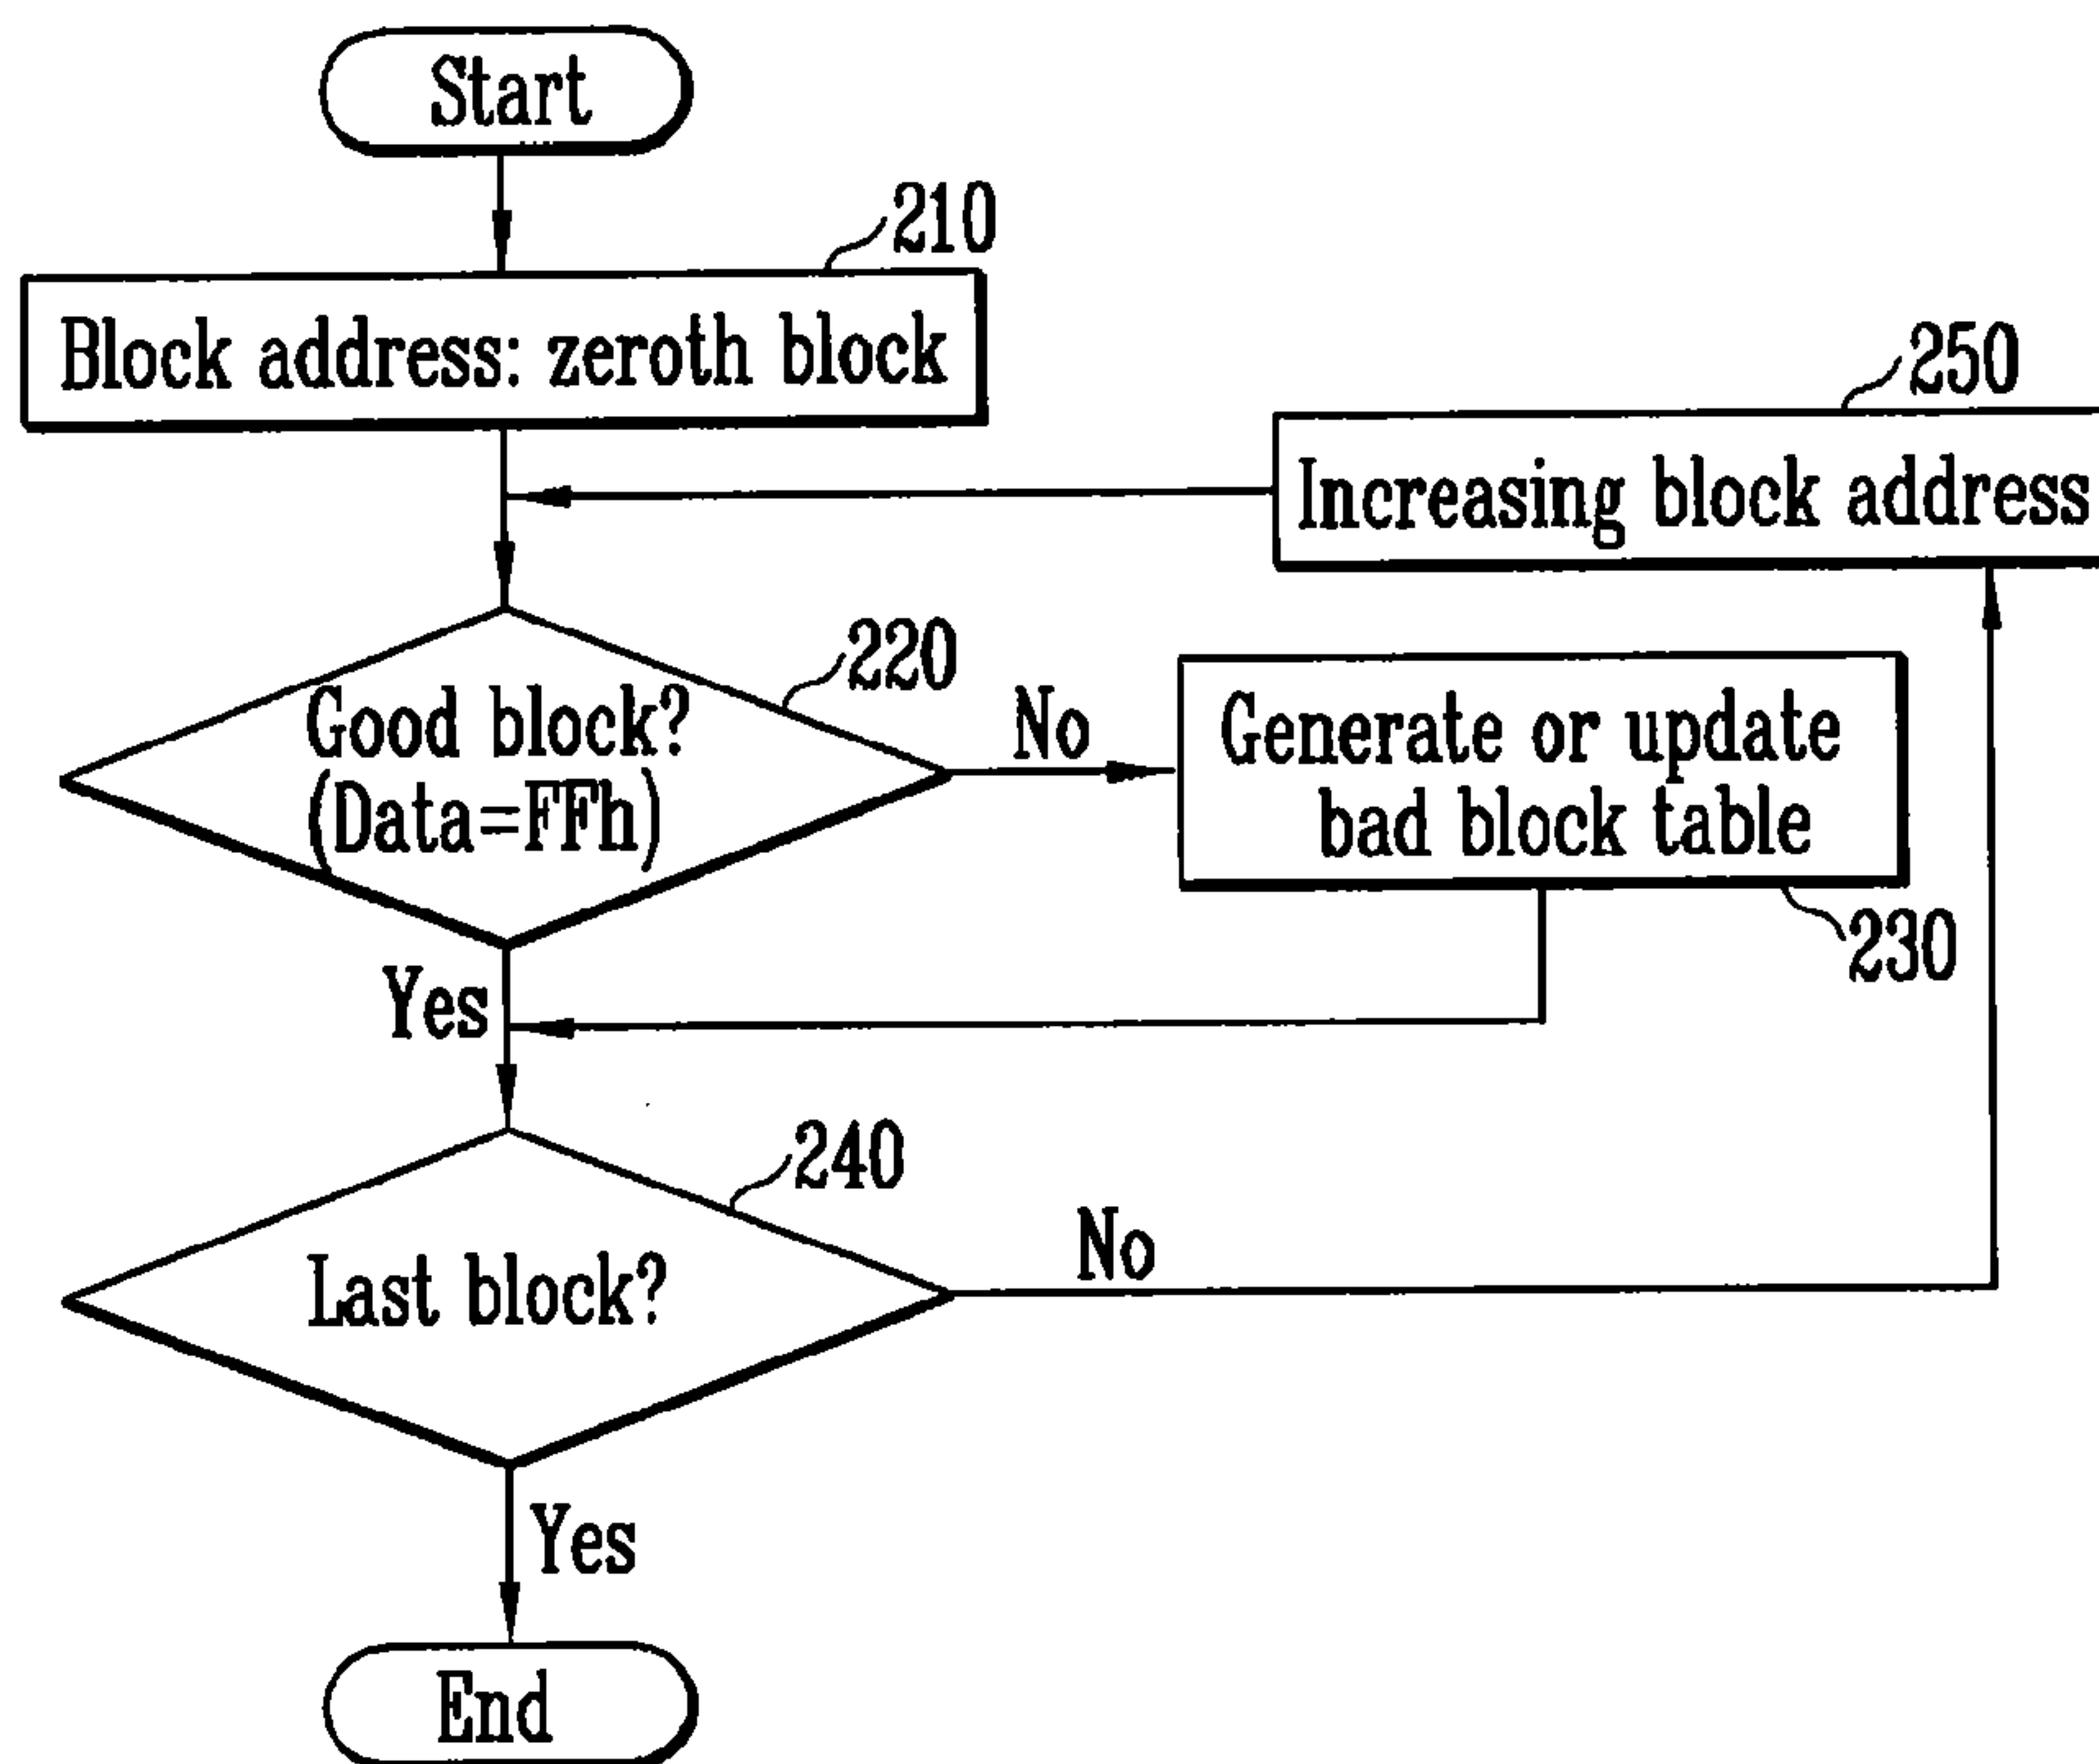 Start
210
Block address: zeroth block
250
Increasing block address
220
Good block?
(Data=FFh)
No
Generate or update
bad block table
230
Yes
240
Last block?
No
Yes
End